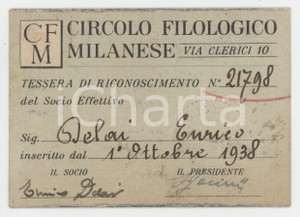 CFM
CIRCOLO FILOLOGICO
MILANESE VIA CLERICI 10
TESSERA DI RICONOSCIMENTO N.° 21798
del Socio Effettivo
Sig. Delai Enrico
inscritto dal 1° Ottobre 1938
IL SOCIO IL PRESIDENTE
Enrico Delai
iCharta